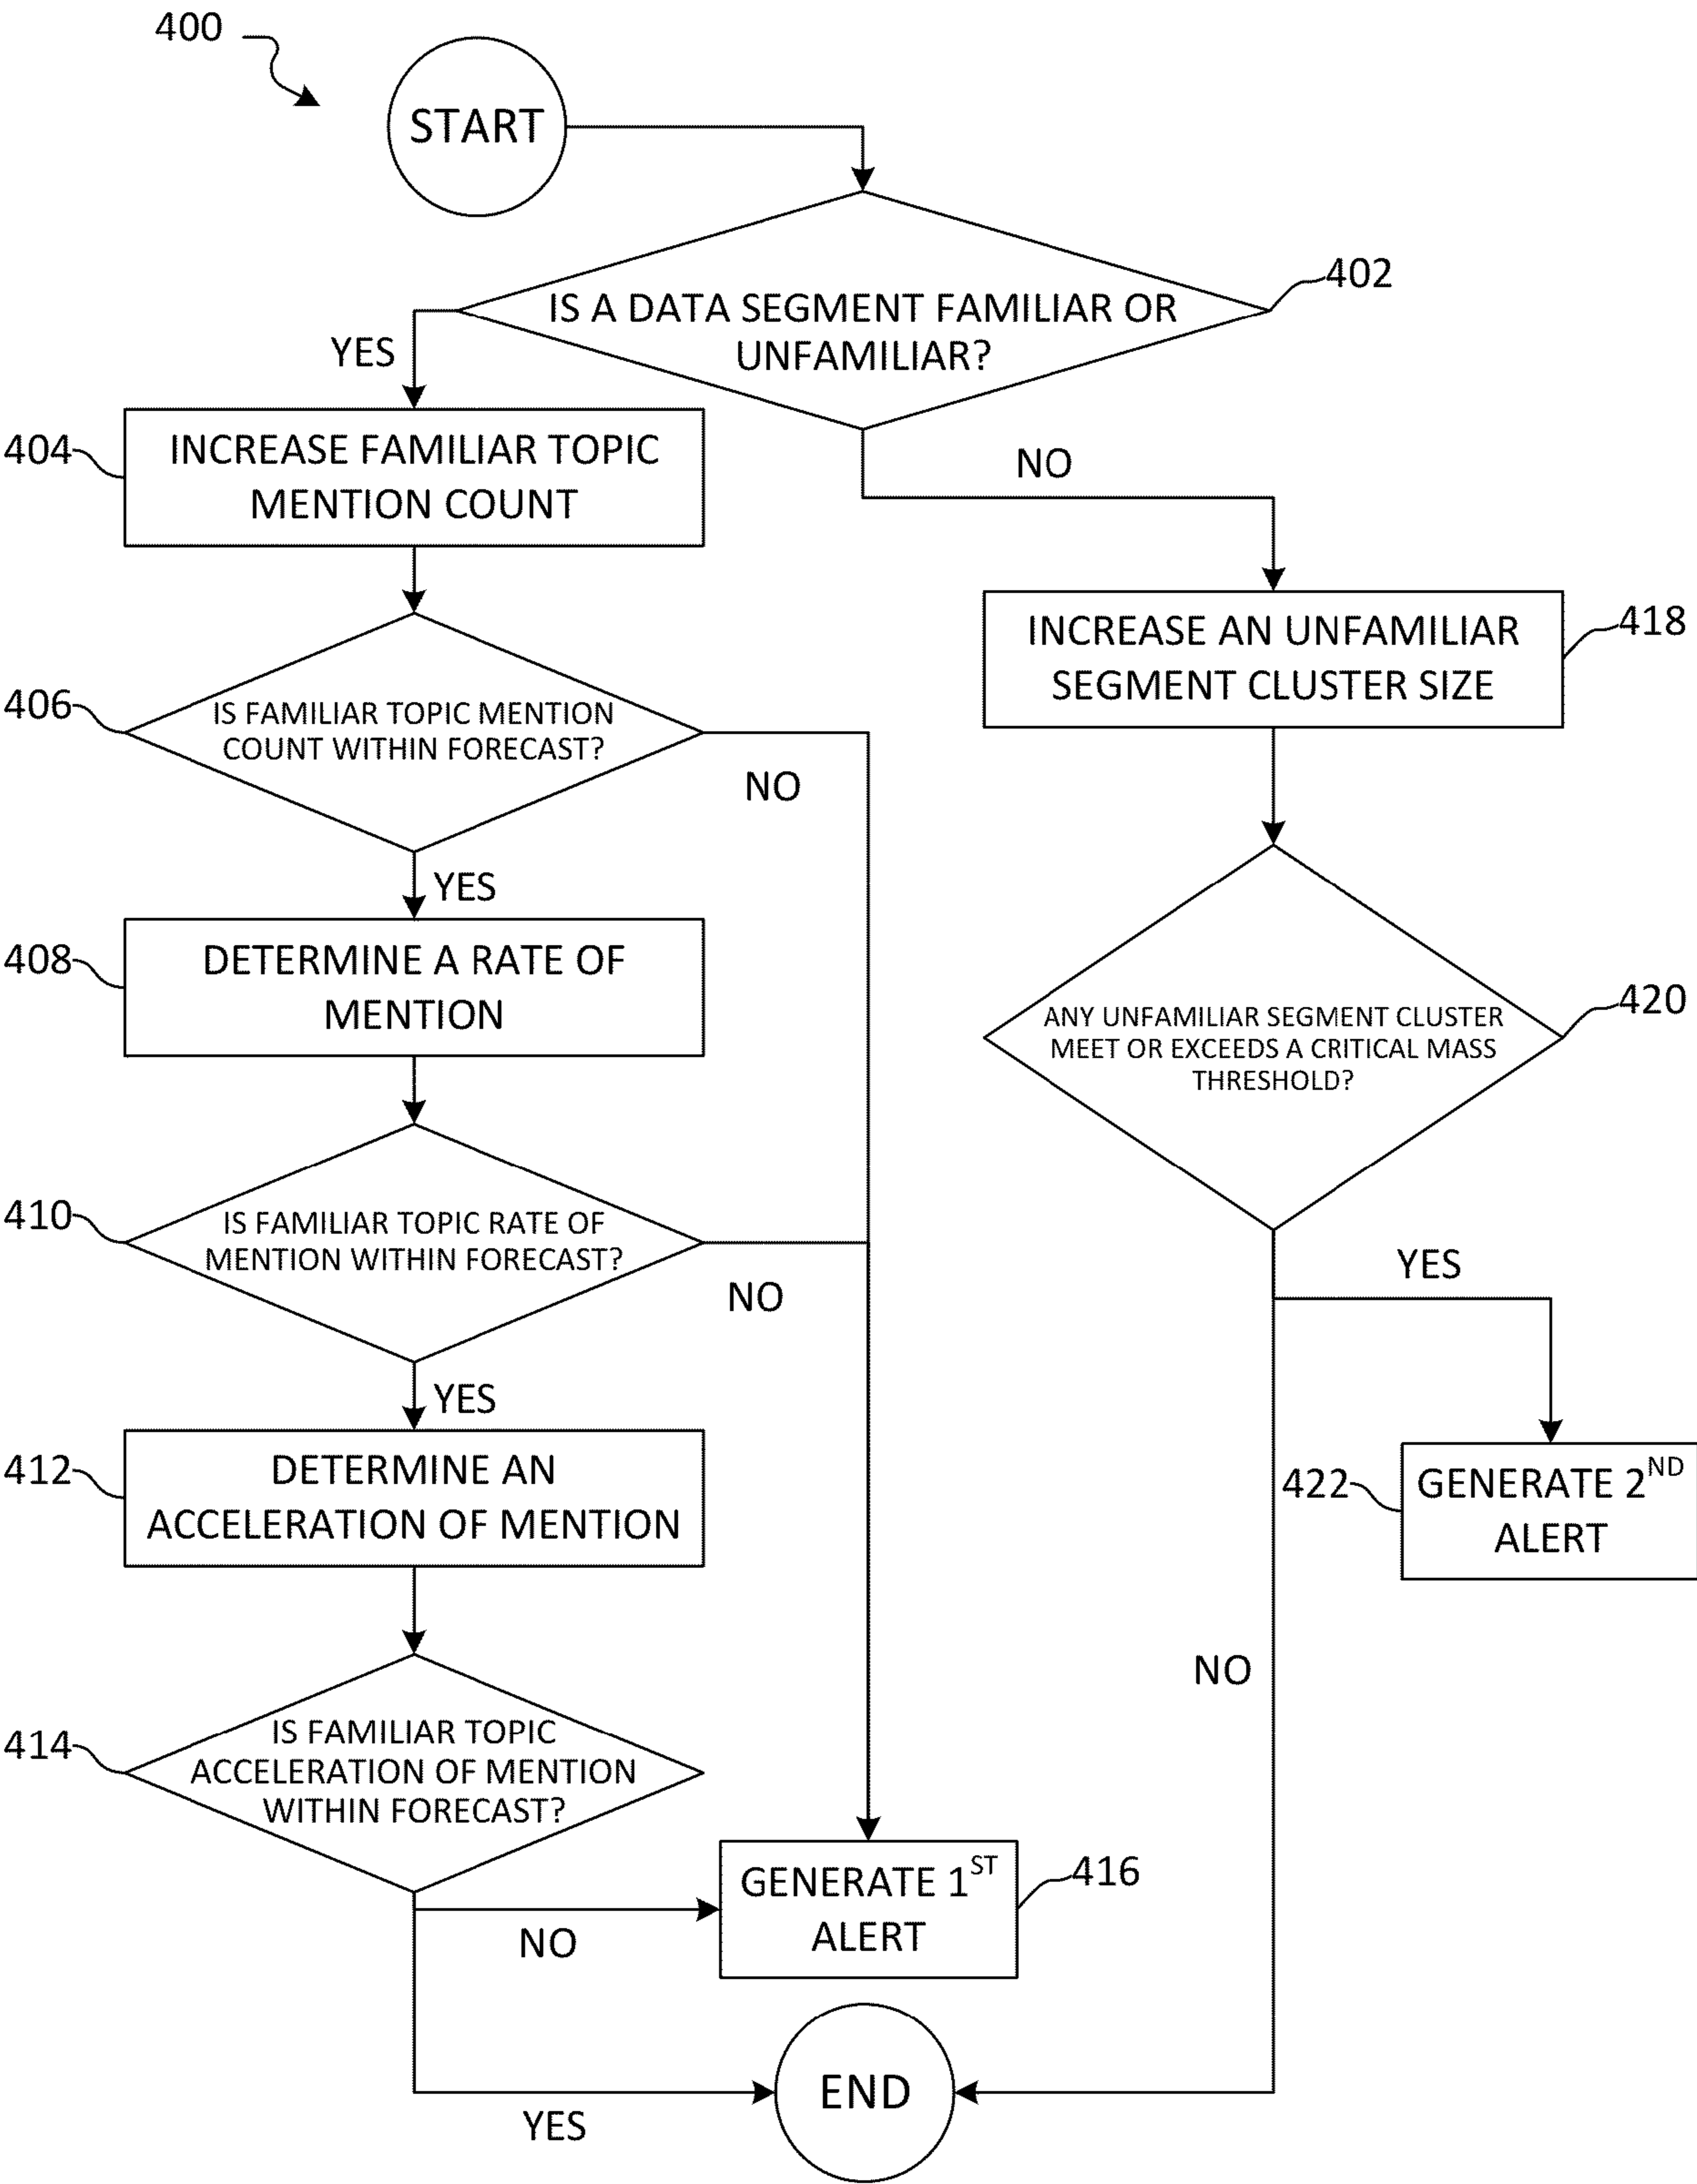 400
START
IS A DATA SEGMENT FAMILIAR OR
UNFAMILIAR?
402
YES
NO
404
INCREASE FAMILIAR TOPIC
MENTION COUNT
INCREASE AN UNFAMILIAR
SEGMENT CLUSTER SIZE
418
406
IS FAMILIAR TOPIC MENTION
COUNT WITHIN FORECAST?
NO
YES
408
DETERMINE A RATE OF
MENTION
ANY UNFAMILIAR SEGMENT CLUSTER
MEET OR EXCEEDS A CRITICAL MASS
THRESHOLD?
420
410
IS FAMILIAR TOPIC RATE OF
MENTION WITHIN FORECAST?
NO
YES
YES
412
DETERMINE AN
ACCELERATION OF MENTION
422
GENERATE 2ND
ALERT
NO
414
IS FAMILIAR TOPIC
ACCELERATION OF MENTION
WITHIN FORECAST?
GENERATE 1ST
ALERT
416
NO
END
YES